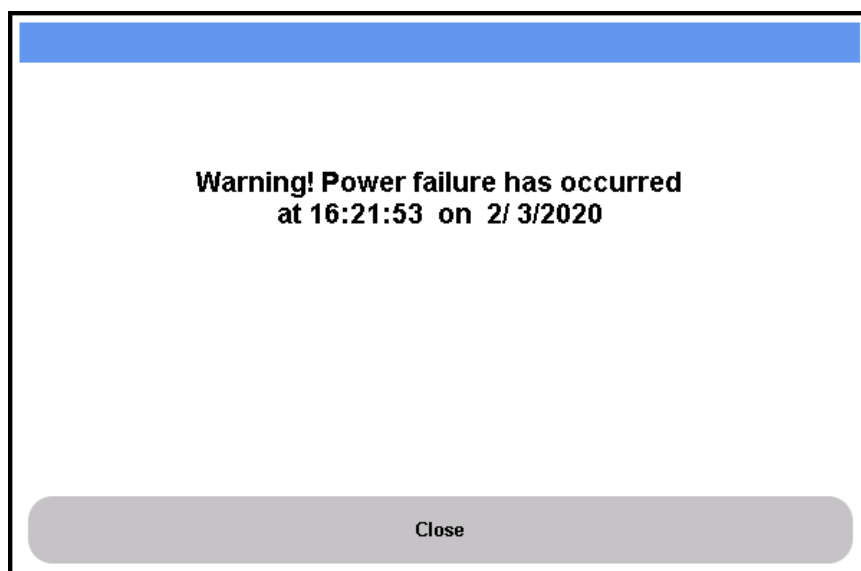 Warning! Power failure has occurred
at 16:21:53 on 2/ 3/2020
Close